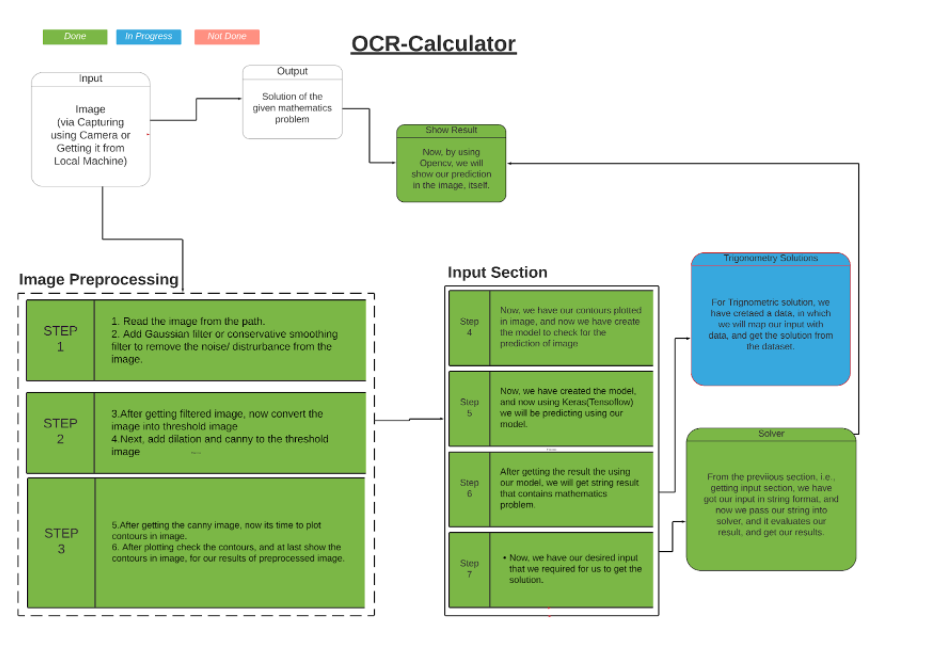 Done
In Progress
Not Done
OCR-Calculator
Input
Image
(via Capturing
using Camera or
Getting it from
Local Machine)
Output
Solution of the
given mathematics
problem
Show Result
Now, by using
Opencv, we will
show our prediction
in the image, itself.
Image Preprocessing
STEP
1
1. Read the image from the path.
2. Add Gaussian filter or conservative smoothing
filter to remove the noise/ distrurbance from the
image.
STEP
2
3.After getting filtered image, now convert the
image into threshold image
4.Next, add dilation and canny to the threshold
image
STEP
3
5.After getting the canny image, now its time to plot
contours in image.
6. After plotting check the contours, and at last show the
contours in image, for our results of preprocessed image.
Input Section
Step
4
Now, we have our contours plotted
in image, and now we have create
the model to check for the
prediction of image
Step
5
Now, we have created the model,
and now using Keras(Tensoflow)
we will be predicting using our
model.
Step
6
After getting the result the using
our model, we will get string result
that contains mathematics
problem.
Step
7
• Now, we have our desired input
that we required for us to get the
solution.
Trigonometry Solutions
For Trignometric solution, we
have cretaed a data, in which
we will map our input with
data, and get the solution from
the dataset.
Solver
From the previious section, i.e.,
getting input section, we have
got our input in string format, and
now we pass our string into
solver, and it evaluates our
result, and get our results.